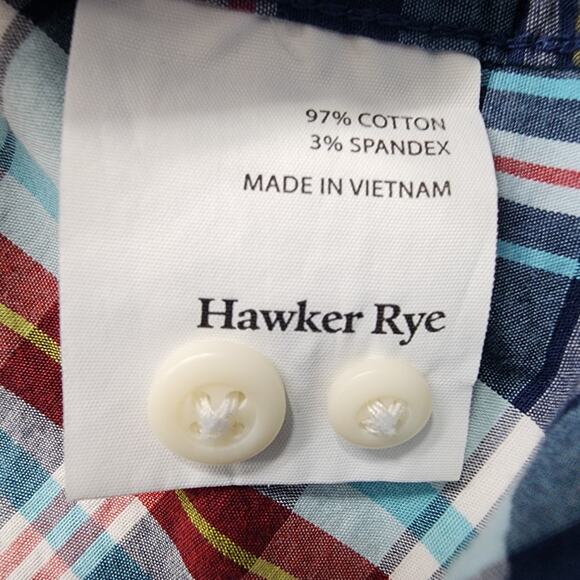 97% COTTON
3% SPANDEX
MADE IN VIETNAM
Hawker Rye